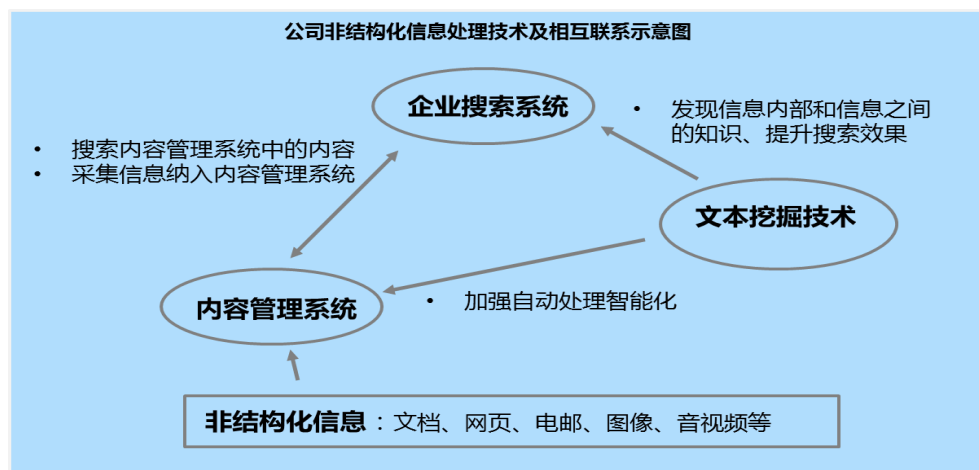 公司非结构化信息处理技术及相互联系示意图
企业搜索系统
• 发现信息内部和信息之间
的知识、提升搜索效果
• 搜索内容管理系统中的内容
• 采集信息纳入内容管理系统
文本挖掘技术
内容管理系统
• 加强自动处理智能化
非结构化信息：文档、网页、电邮、图像、音视频等